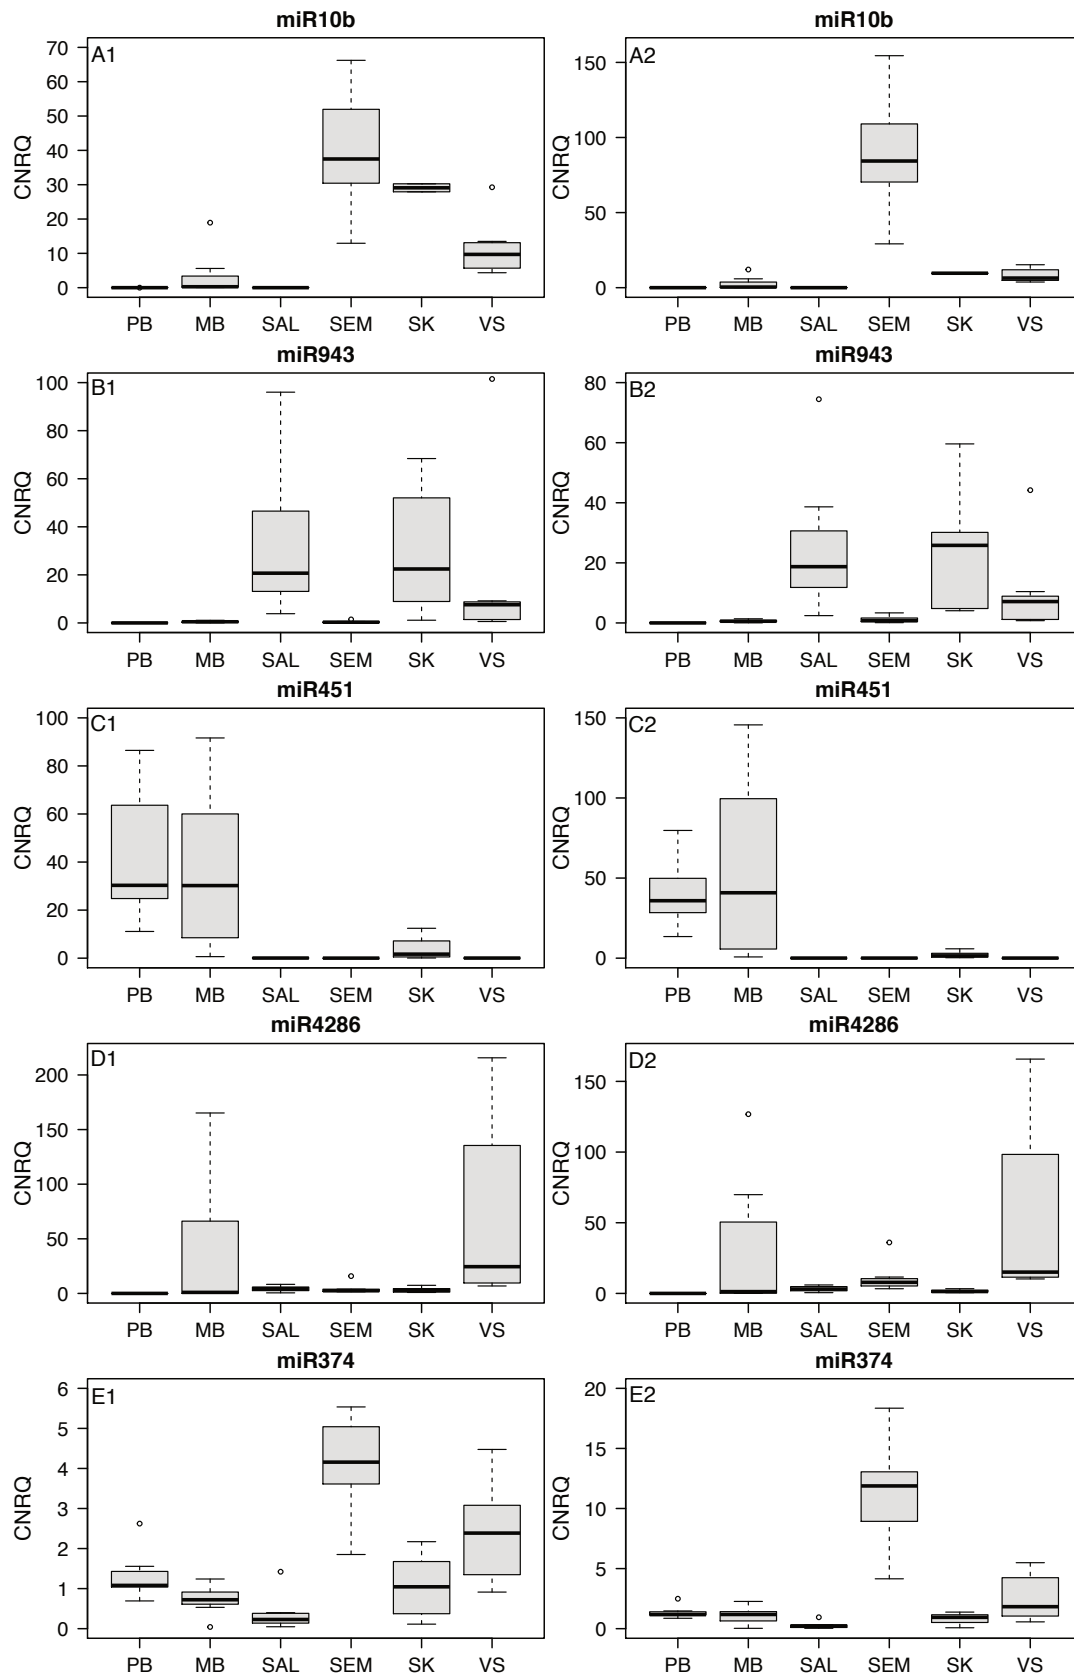 miR10b
A1
CNRQ
70
60
50
40
30
20
10
0
PB MB SAL SEM SK VS
miR10b
A2
CNRQ
150
100
50
0
PB MB SAL SEM SK VS
miR943
B1
CNRQ
100
80
60
40
20
0
PB MB SAL SEM SK VS
miR943
B2
CNRQ
80
60
40
20
0
PB MB SAL SEM SK VS
miR451
C1
CNRQ
100
80
60
40
20
0
PB MB SAL SEM SK VS
miR451
C2
CNRQ
150
100
50
0
PB MB SAL SEM SK VS
miR4286
D1
CNRQ
200
150
100
50
0
PB MB SAL SEM SK VS
miR4286
D2
CNRQ
150
100
50
0
PB MB SAL SEM SK VS
miR374
E1
CNRQ
6
5
4
3
2
1
0
PB MB SAL SEM SK VS
miR374
E2
CNRQ
20
15
10
5
0
PB MB SAL SEM SK VS